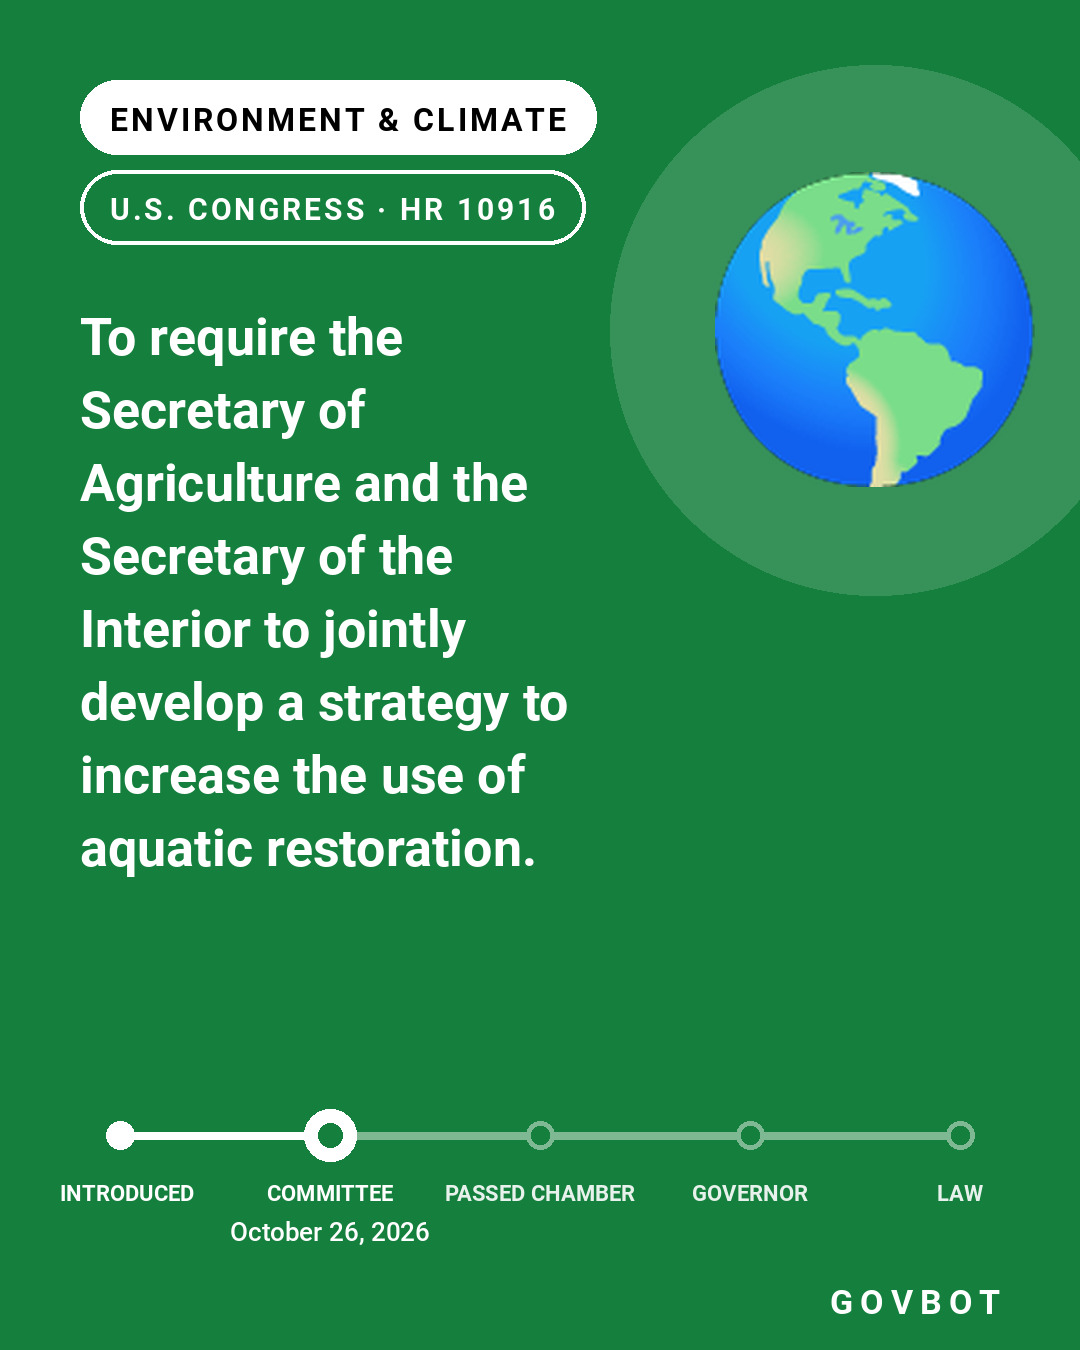 ENVIRONMENT & CLIMATE
U.S. CONGRESS · HR 10916
To require the
Secretary of
Agriculture and the
Secretary of the
Interior to jointly
develop a strategy to
increase the use of
aquatic restoration.
INTRODUCED
COMMITTEE
PASSED CHAMBER
GOVERNOR
LAW
October 26, 2026
GOVBOT